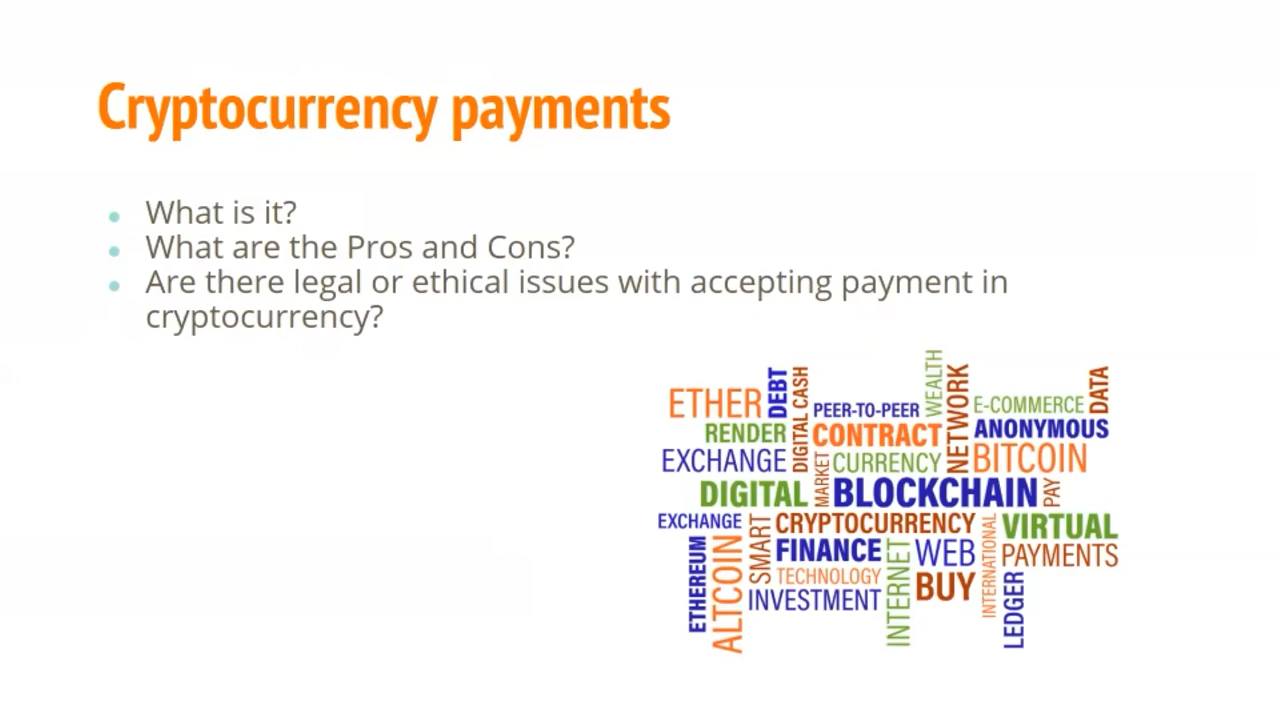 Cryptocurrency payments
What is it?
What are the Pros and Cons?
Are there legal or ethical issues with accepting payment in
cryptocurrency?
ETHER
DEBT
DIGITAL CASH
PEER-TO-PEER
WEALTH
NETWORK
E-COMMERCE
DATA
RENDER
CONTRACT
ANONYMOUS
EXCHANGE
MARKET
CURRENCY
BITCOIN
DIGITAL
BLOCKCHAIN
PAY
EXCHANGE
SMART
CRYPTOCURRENCY
INTERNATIONAL
VIRTUAL
ETHEREUM
ALTCOIN
FINANCE
INTERNET
WEB
PAYMENTS
TECHNOLOGY
BUY
LEDGER
INVESTMENT